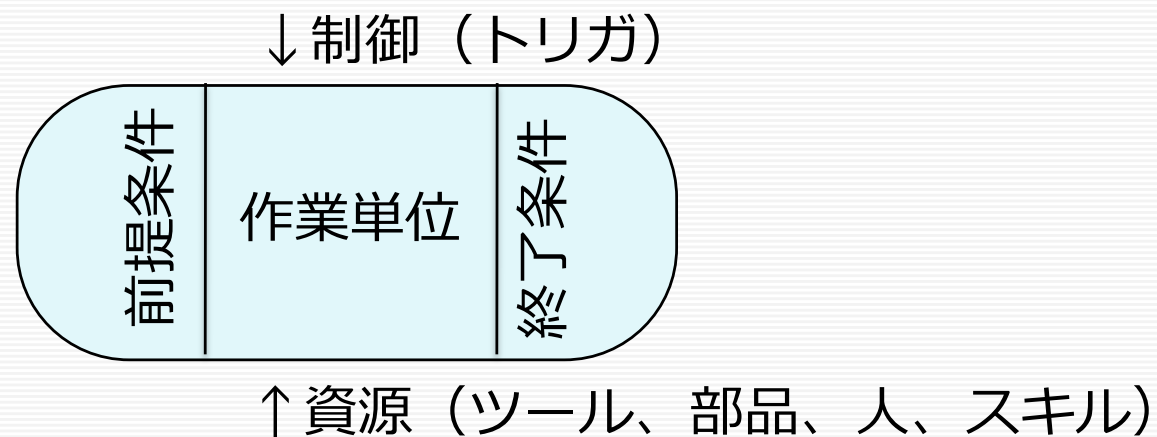 ↓制御（トリガ）
前提条件
作業単位
終了条件
↑資源（ツール、部品、人、スキル）